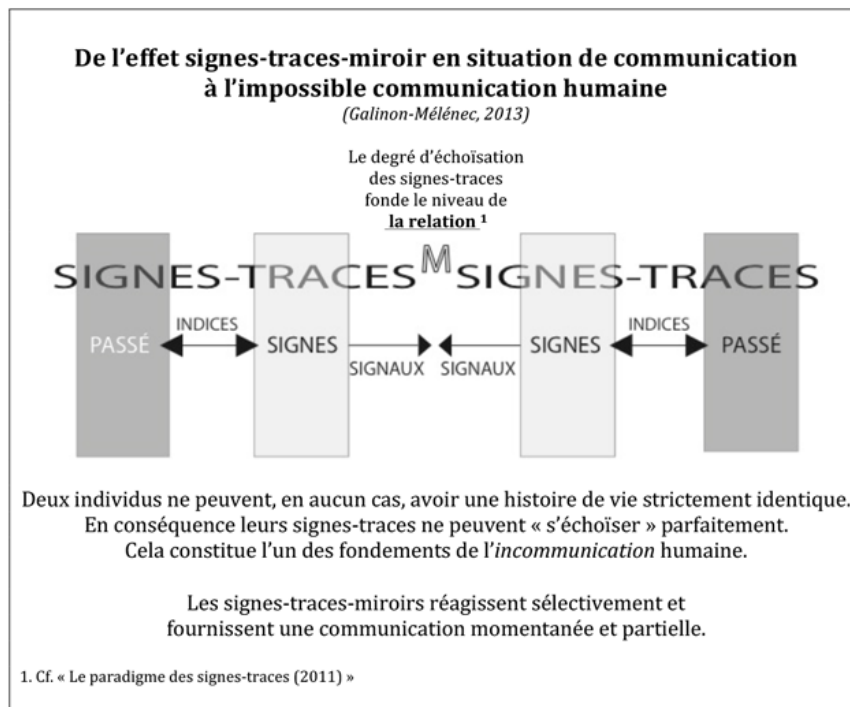 De l’effet signes-traces-miroir en situation de communication
à l’impossible communication humaine
(Galinon-Mélénec, 2013)
Le degré d’échoïsation
des signes-traces
fonde le niveau de
la relation ¹
SIGNES-TRACES M SIGNES-TRACES
PASSÉ INDICES SIGNES SIGNAUX SIGNAUX SIGNES INDICES PASSÉ
Deux individus ne peuvent, en aucun cas, avoir une histoire de vie strictement identique.
En conséquence leurs signes-traces ne peuvent « s’échoïser » parfaitement.
Cela constitue l’un des fondements de l’incommunication humaine.
Les signes-traces-miroirs réagissent sélectivement et
fournissent une communication momentanée et partielle.
1. Cf. « Le paradigme des signes-traces (2011) »